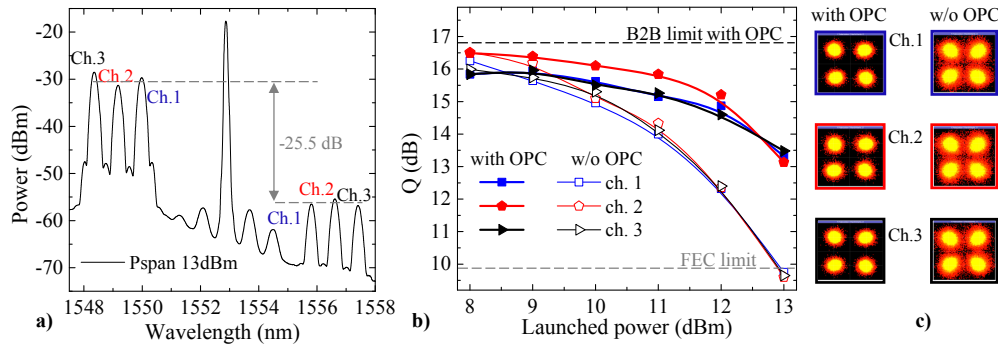 -20
-30
-40
-50
-60
-70
Power (dBm)
Ch.3
Ch.2
Ch.1
-25.5 dB
Ch.1
Ch.2
Ch.3
Pspan 13dBm
1548 1550 1552 1554 1556 1558
Wavelength (nm)
a)
17
16
15
14
13
12
11
10
Q (dB)
B2B limit with OPC
with OPC w/o OPC
ch. 1
ch. 2
ch. 3
FEC limit
8 9 10 11 12 13
Launched power (dBm)
b)
with OPC w/o OPC
Ch.1
Ch.2
Ch.3
c)